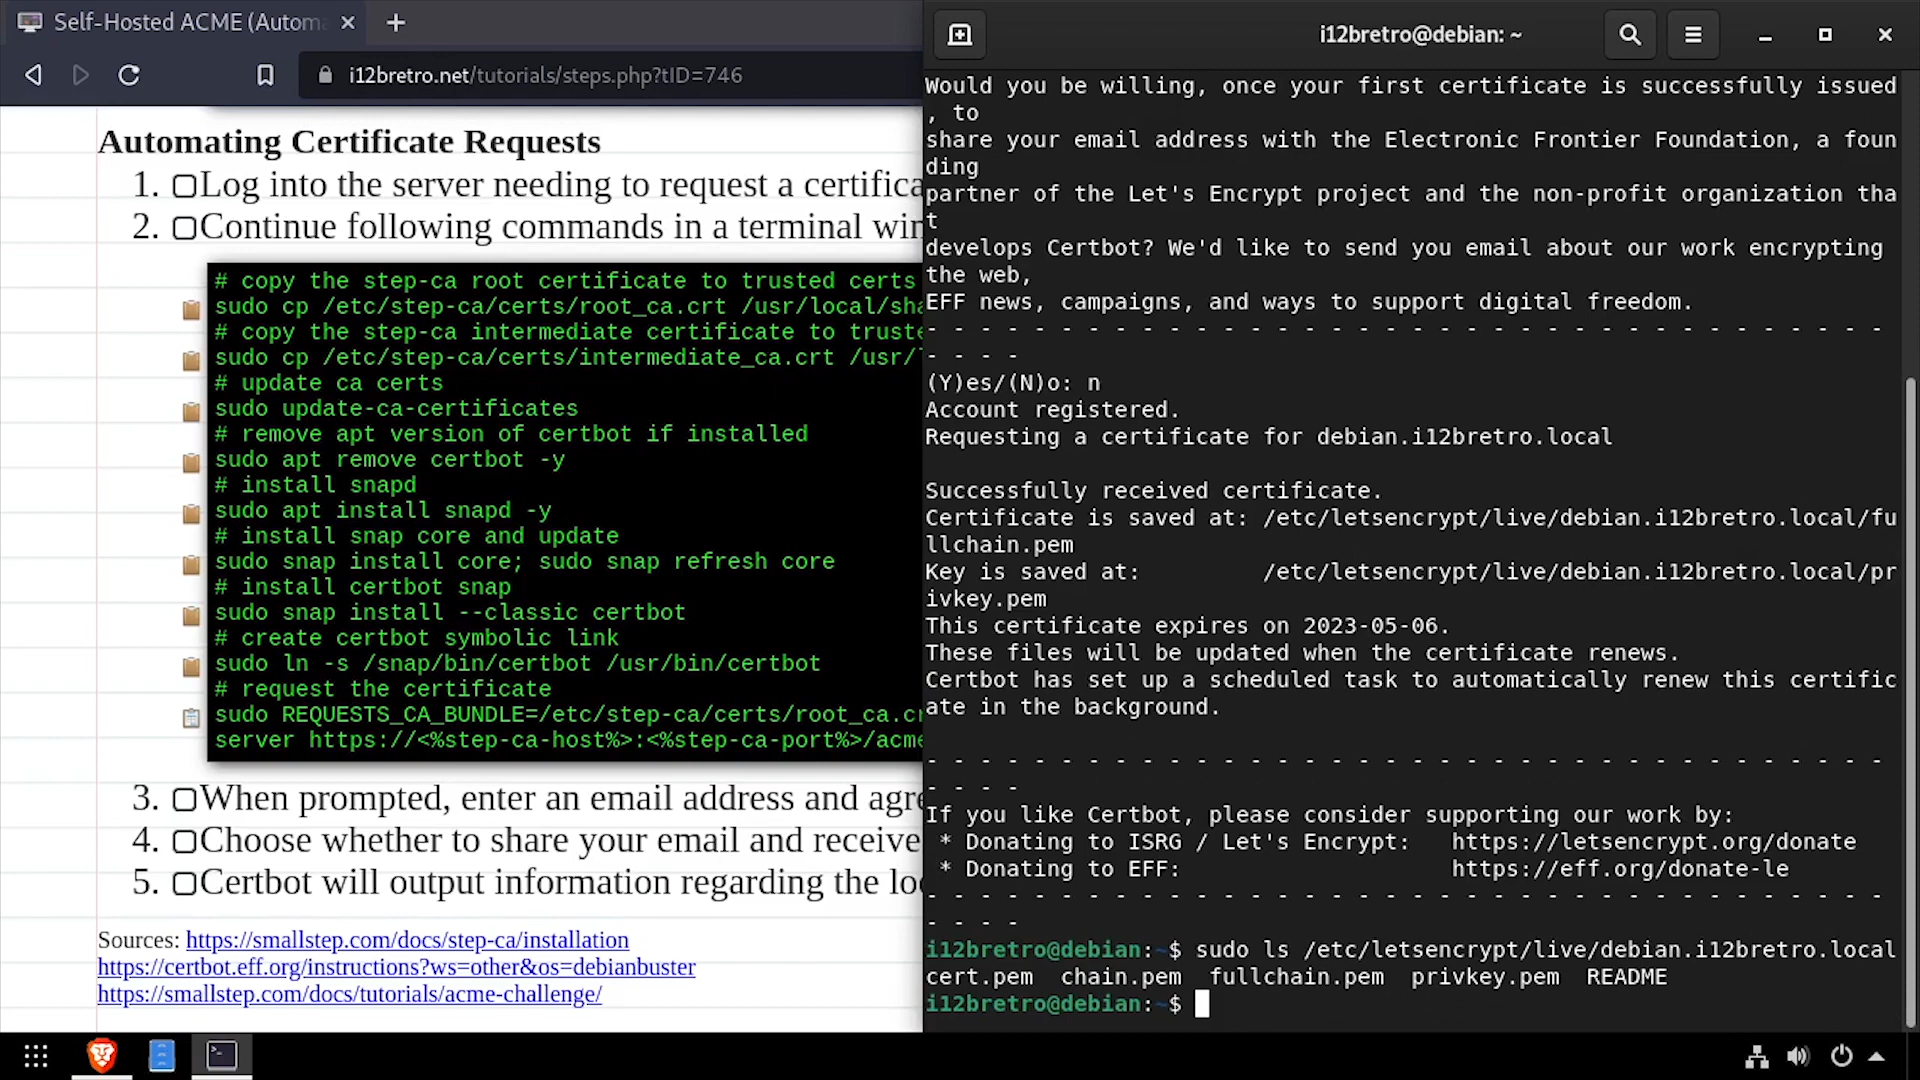 Self-Hosted ACME (Automa
i12bretro.net/tutorials/steps.php?tID=746
Automating Certificate Requests
1. Log into the server needing to request a certifica
2. Continue following commands in a terminal win
# copy the step-ca root certificate to trusted certs
sudo cp /etc/step-ca/certs/root_ca.crt /usr/local/sha
# copy the step-ca intermediate certificate to truste
sudo cp /etc/step-ca/certs/intermediate_ca.crt /usr/l
# update ca certs
sudo update-ca-certificates
# remove apt version of certbot if installed
sudo apt remove certbot -y
# install snapd
sudo apt install snapd -y
# install snap core and update
sudo snap install core; sudo snap refresh core
# install certbot snap
sudo snap install --classic certbot
# create certbot symbolic link
sudo ln -s /snap/bin/certbot /usr/bin/certbot
# request the certificate
sudo REQUESTS_CA_BUNDLE=/etc/step-ca/certs/root_ca.cr
server https://<%step-ca-host%>:<%step-ca-port%>/acme
3. When prompted, enter an email address and agre
4. Choose whether to share your email and receive
5. Certbot will output information regarding the lo
Sources: https://smallstep.com/docs/step-ca/installation
https://certbot.eff.org/instructions?ws=other&os=debianbuster
https://smallstep.com/docs/tutorials/acme-challenge/
i12bretro@debian: ~
Would you be willing, once your first certificate is successfully issued
, to
share your email address with the Electronic Frontier Foundation, a foun
ding
partner of the Let's Encrypt project and the non-profit organization tha
t
develops Certbot? We'd like to send you email about our work encrypting
the web,
EFF news, campaigns, and ways to support digital freedom.
- - - - - - - - - - - - - - - - - - - - - - - - - - - - - - - - - - - -
- - - -
(Y)es/(N)o: n
Account registered.
Requesting a certificate for debian.i12bretro.local
Successfully received certificate.
Certificate is saved at: /etc/letsencrypt/live/debian.i12bretro.local/fu
llchain.pem
Key is saved at:         /etc/letsencrypt/live/debian.i12bretro.local/pr
ivkey.pem
This certificate expires on 2023-05-06.
These files will be updated when the certificate renews.
Certbot has set up a scheduled task to automatically renew this certific
ate in the background.
- - - - - - - - - - - - - - - - - - - - - - - - - - - - - - - - - - - -
- - - -
If you like Certbot, please consider supporting our work by:
 * Donating to ISRG / Let's Encrypt:   https://letsencrypt.org/donate
 * Donating to EFF:                    https://eff.org/donate-le
- - - - - - - - - - - - - - - - - - - - - - - - - - - - - - - - - - - -
- - - -
i12bretro@debian:~$ sudo ls /etc/letsencrypt/live/debian.i12bretro.local
cert.pem  chain.pem  fullchain.pem  privkey.pem  README
i12bretro@debian:~$